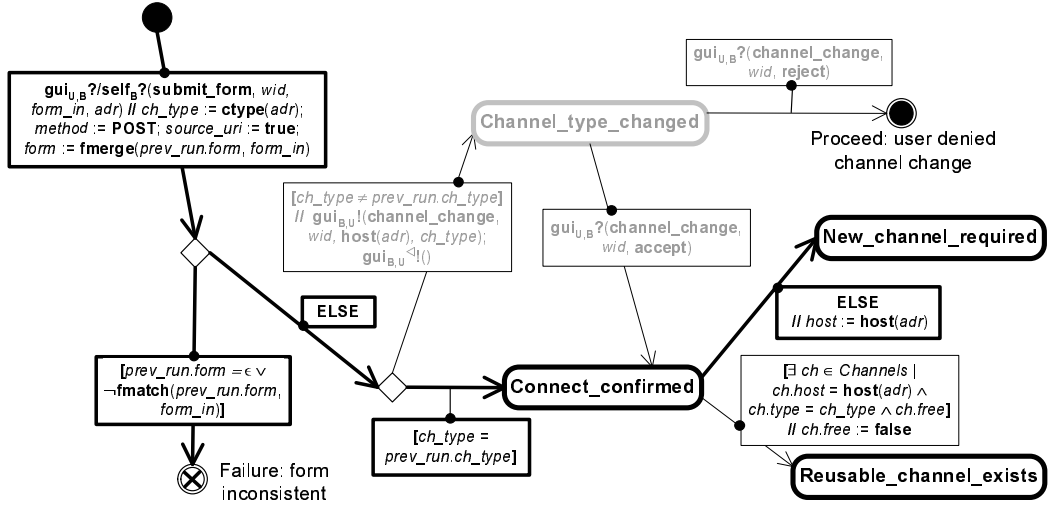 gui_{U,B}?/self_B?(submit_form, wid,
form_in, adr) // ch_type := ctype(adr);
method := POST; source_uri := true;
form := fmerge(prev_run.form, form_in)
gui_{U,B}?(channel_change,
wid, reject)
Channel_type_changed
Proceed: user denied
channel change
[ch_type ≠ prev_run.ch_type]
// gui_{B,U}!(channel_change,
wid, host(adr), ch_type);
gui_{B,U}^◁!()
gui_{U,B}?(channel_change,
wid, accept)
New_channel_required
ELSE
ELSE
// host := host(adr)
[prev_run.form = ϵ ∨
¬fmatch(prev_run.form,
form_in)]
Connect_confirmed
[∃ ch ∈ Channels |
ch.host = host(adr) ∧
ch.type = ch_type ∧ ch.free]
// ch.free := false
[ch_type =
prev_run.ch_type]
Failure: form
inconsistent
Reusable_channel_exists